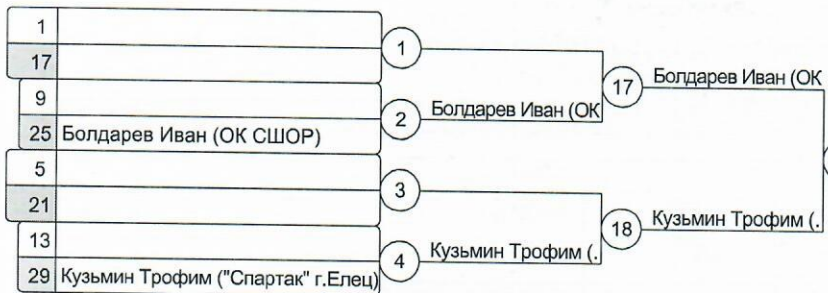 1
17
1
9
25 Болдарев Иван (ОК СШОР)
2 Болдарев Иван (ОК
17 Болдарев Иван (ОК
5
21
3
13
29 Кузьмин Трофим ("Спартак" г.Елец)
4 Кузьмин Трофим (.
18 Кузьмин Трофим (.